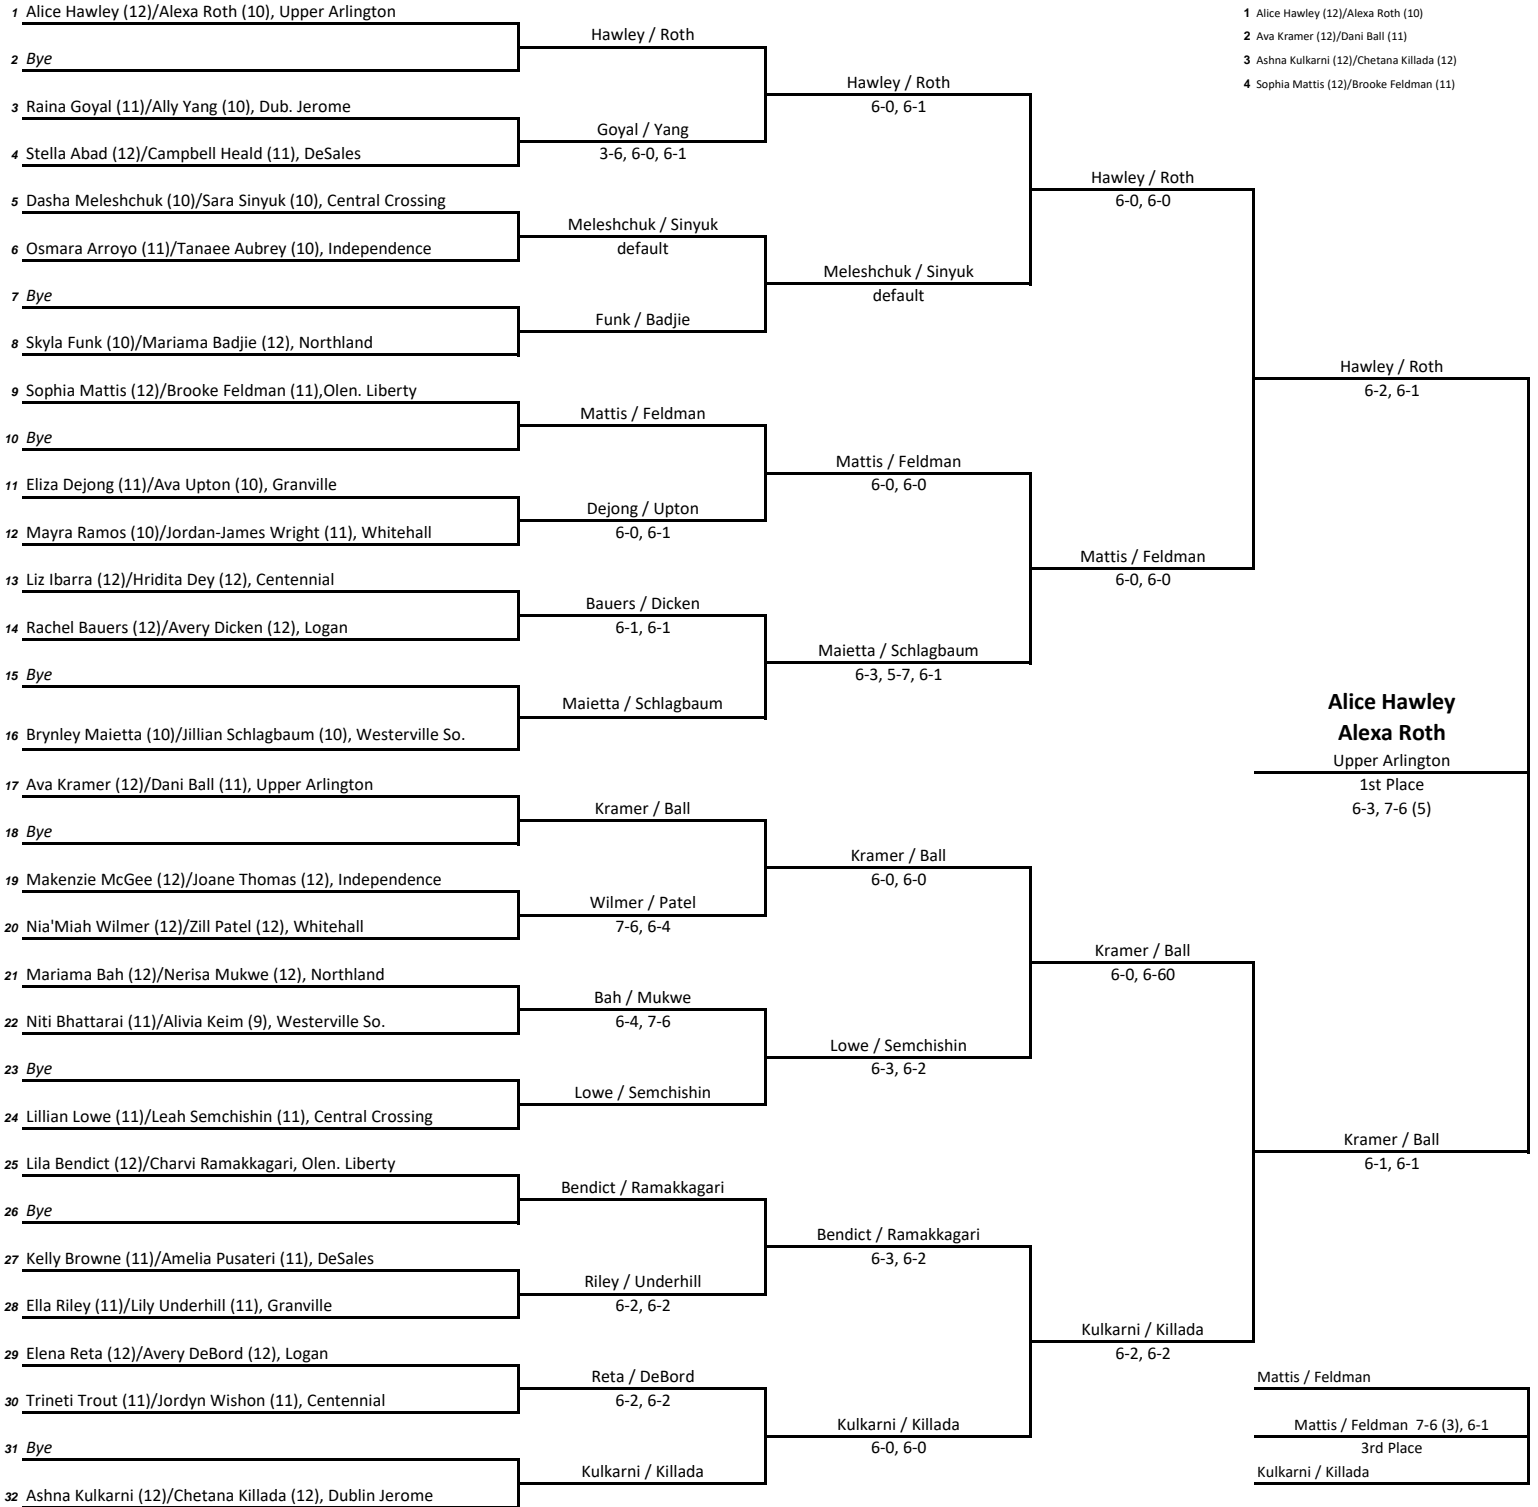 1 Alice Hawley (12)/Alexa Roth (10), Upper Arlington
2 Bye
3 Raina Goyal (11)/Ally Yang (10), Dub. Jerome
4 Stella Abad (12)/Campbell Heald (11), DeSales
5 Dasha Meleshchuk (10)/Sara Sinyuk (10), Central Crossing
6 Osmara Arroyo (11)/Tanaee Aubrey (10), Independence
7 Bye
8 Skyla Funk (10)/Mariama Badjie (12), Northland
9 Sophia Mattis (12)/Brooke Feldman (11),Olen. Liberty
10 Bye
11 Eliza Dejong (11)/Ava Upton (10), Granville
12 Mayra Ramos (10)/Jordan-James Wright (11), Whitehall
13 Liz Ibarra (12)/Hridita Dey (12), Centennial
14 Rachel Bauers (12)/Avery Dicken (12), Logan
15 Bye
16 Brynley Maietta (10)/Jillian Schlagbaum (10), Westerville So.
17 Ava Kramer (12)/Dani Ball (11), Upper Arlington
18 Bye
19 Makenzie McGee (12)/Joane Thomas (12), Independence
20 Nia'Miah Wilmer (12)/Zill Patel (12), Whitehall
21 Mariama Bah (12)/Nerisa Mukwe (12), Northland
22 Niti Bhattarai (11)/Alivia Keim (9), Westerville So.
23 Bye
24 Lillian Lowe (11)/Leah Semchishin (11), Central Crossing
25 Lila Bendict (12)/Charvi Ramakkagari, Olen. Liberty
26 Bye
27 Kelly Browne (11)/Amelia Pusateri (11), DeSales
28 Ella Riley (11)/Lily Underhill (11), Granville
29 Elena Reta (12)/Avery DeBord (12), Logan
30 Trineti Trout (11)/Jordyn Wishon (11), Centennial
31 Bye
32 Ashna Kulkarni (12)/Chetana Killada (12), Dublin Jerome
Hawley / Roth
Goyal / Yang
3-6, 6-0, 6-1
Meleshchuk / Sinyuk
default
Funk / Badjie
Mattis / Feldman
Dejong / Upton
6-0, 6-1
Bauers / Dicken
6-1, 6-1
Maietta / Schlagbaum
Kramer / Ball
Wilmer / Patel
7-6, 6-4
Bah / Mukwe
6-4, 7-6
Lowe / Semchishin
Bendict / Ramakkagari
Riley / Underhill
6-2, 6-2
Reta / DeBord
6-2, 6-2
Kulkarni / Killada
Hawley / Roth
6-0, 6-1
Meleshchuk / Sinyuk
default
Mattis / Feldman
6-0, 6-0
Maietta / Schlagbaum
6-3, 5-7, 6-1
Kramer / Ball
6-0, 6-0
Lowe / Semchishin
6-3, 6-2
Bendict / Ramakkagari
6-3, 6-2
Kulkarni / Killada
6-0, 6-0
Hawley / Roth
6-0, 6-0
Mattis / Feldman
6-0, 6-0
Kramer / Ball
6-0, 6-60
Kulkarni / Killada
6-2, 6-2
1 Alice Hawley (12)/Alexa Roth (10)
2 Ava Kramer (12)/Dani Ball (11)
3 Ashna Kulkarni (12)/Chetana Killada (12)
4 Sophia Mattis (12)/Brooke Feldman (11)
Hawley / Roth
6-2, 6-1
Alice Hawley
Alexa Roth
Upper Arlington
1st Place
6-3, 7-6 (5)
Kramer / Ball
6-1, 6-1
Mattis / Feldman
Mattis / Feldman 7-6 (3), 6-1
3rd Place
Kulkarni / Killada